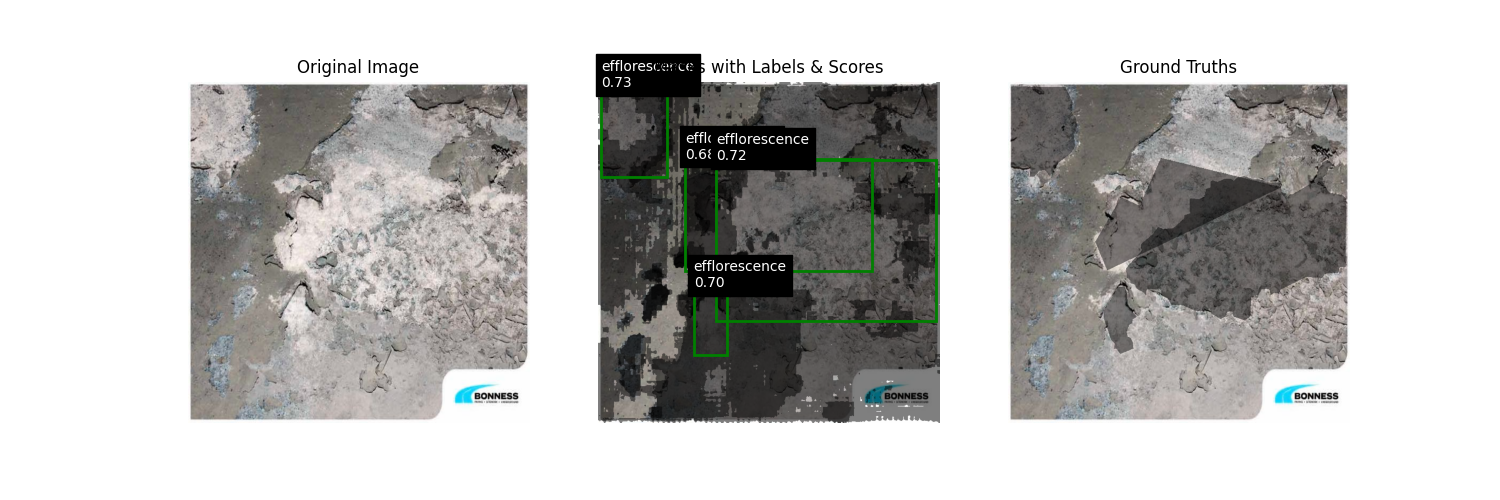 Original Image
s with Labels & Scores
Ground Truths
efflorescence
0.73
efflo
0.68
efflorescence
0.72
efflorescence
0.70
BONNESS
BONNESS
BONNESS